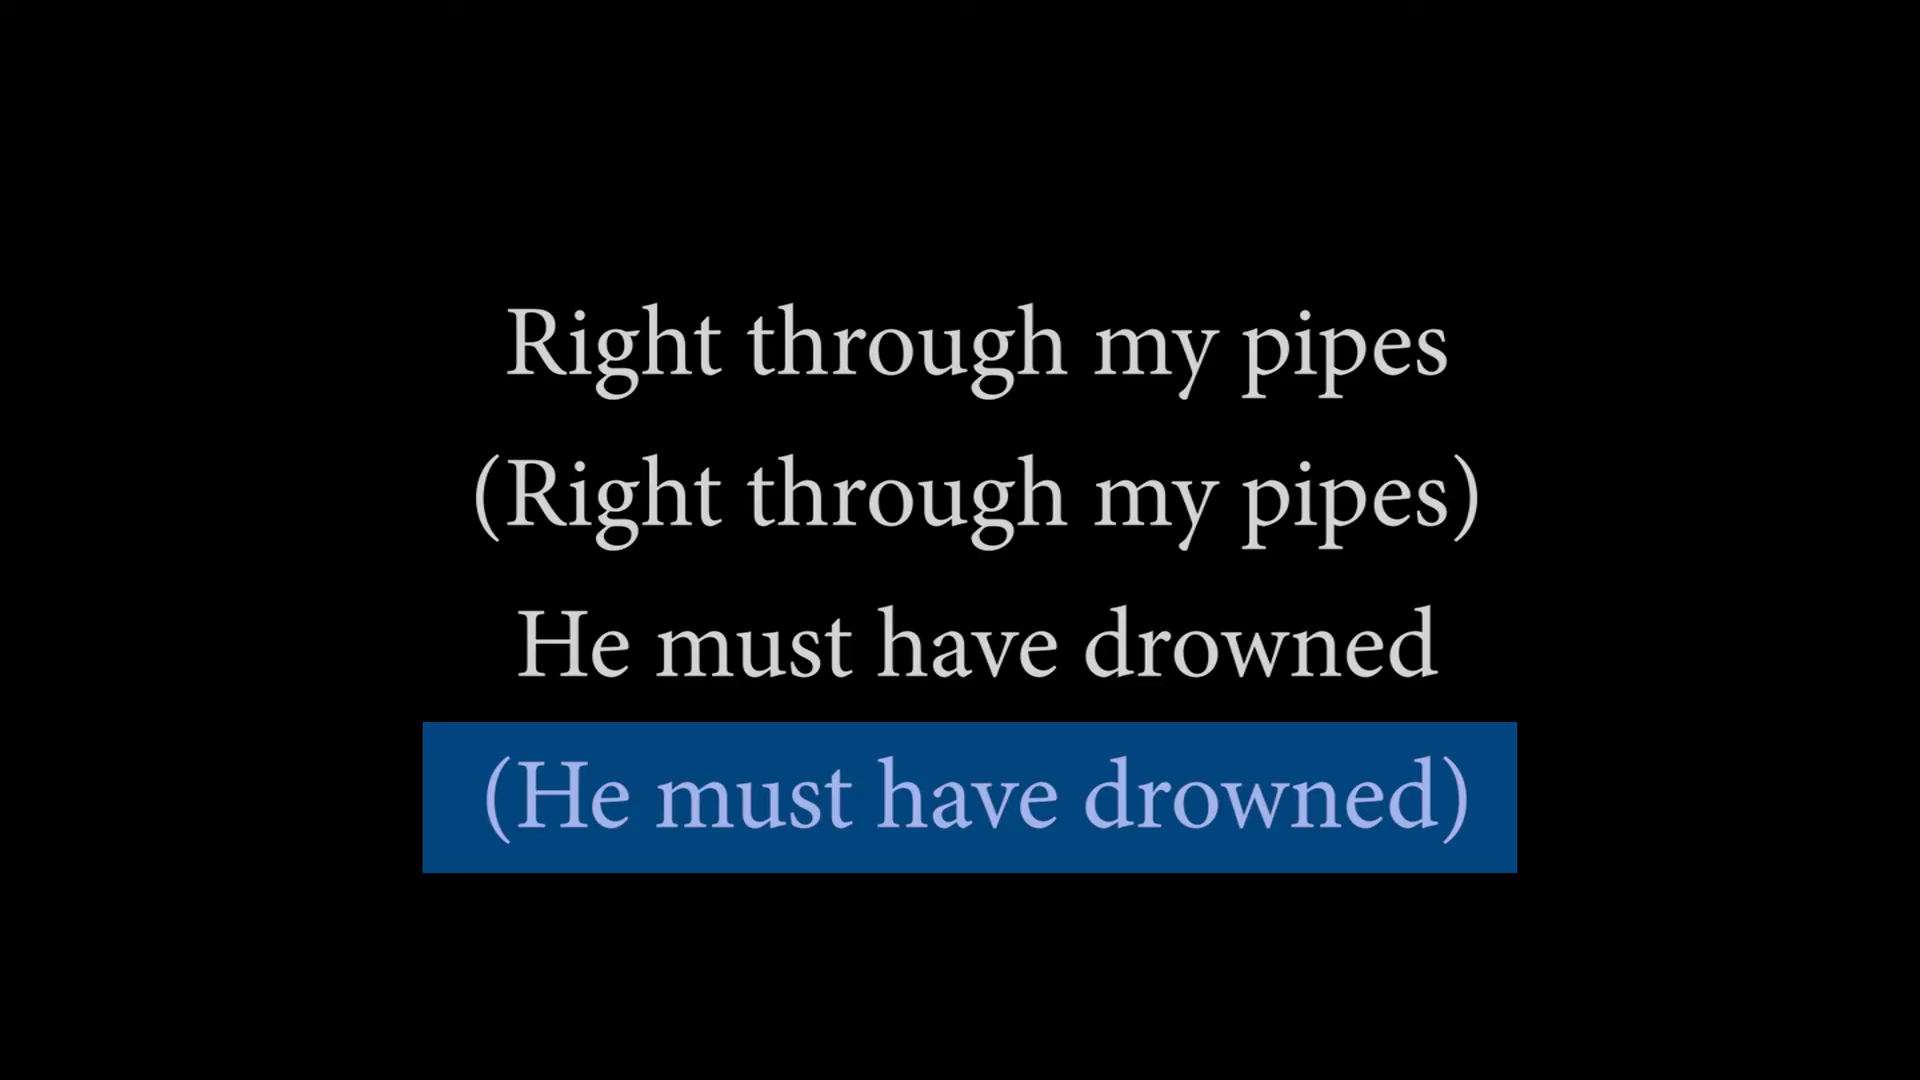 Right through my pipes
(Right through my pipes)
He must have drowned
(He must have drowned)